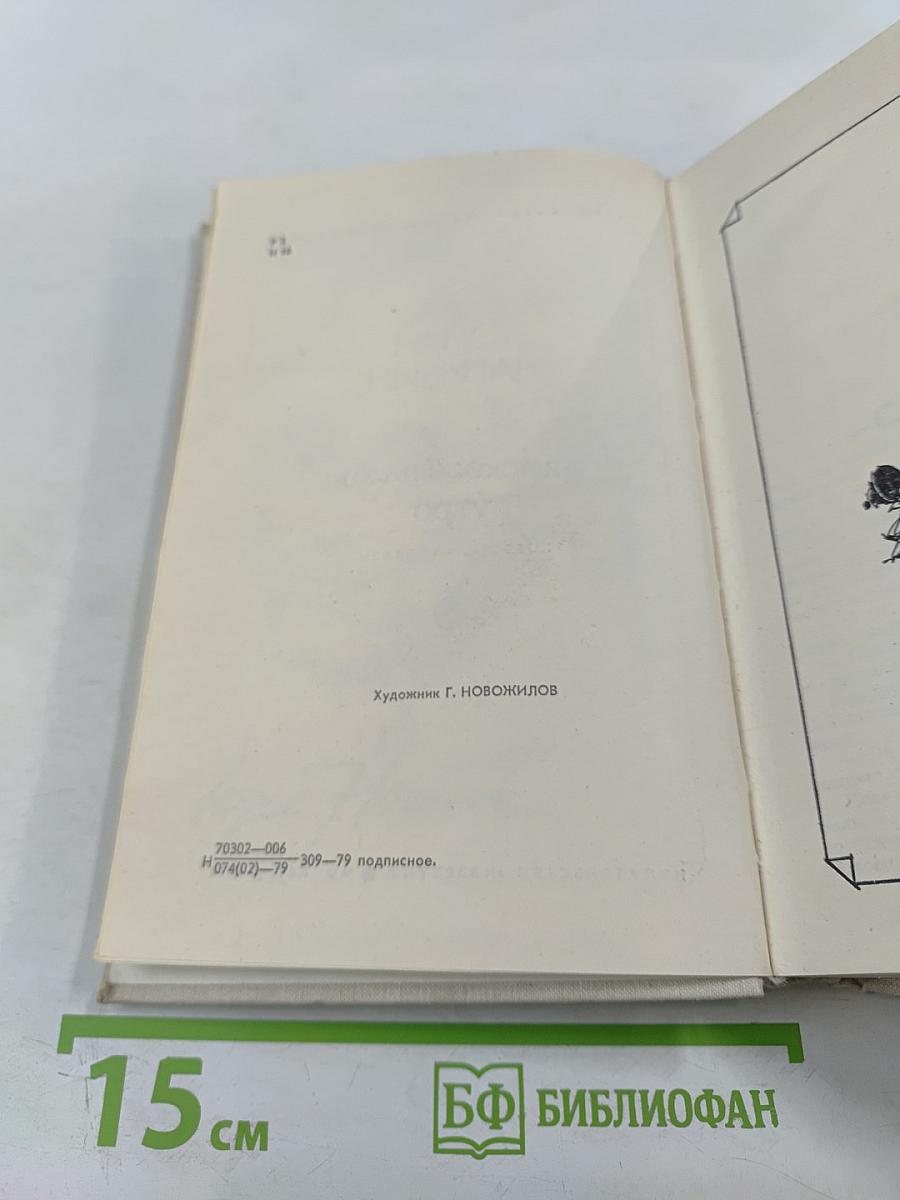 Художник Г. НОВОЖИЛОВ
70302—006
Н 309—79 подписное.
074(02)—79
15 см
БФ БИБЛИОФАН